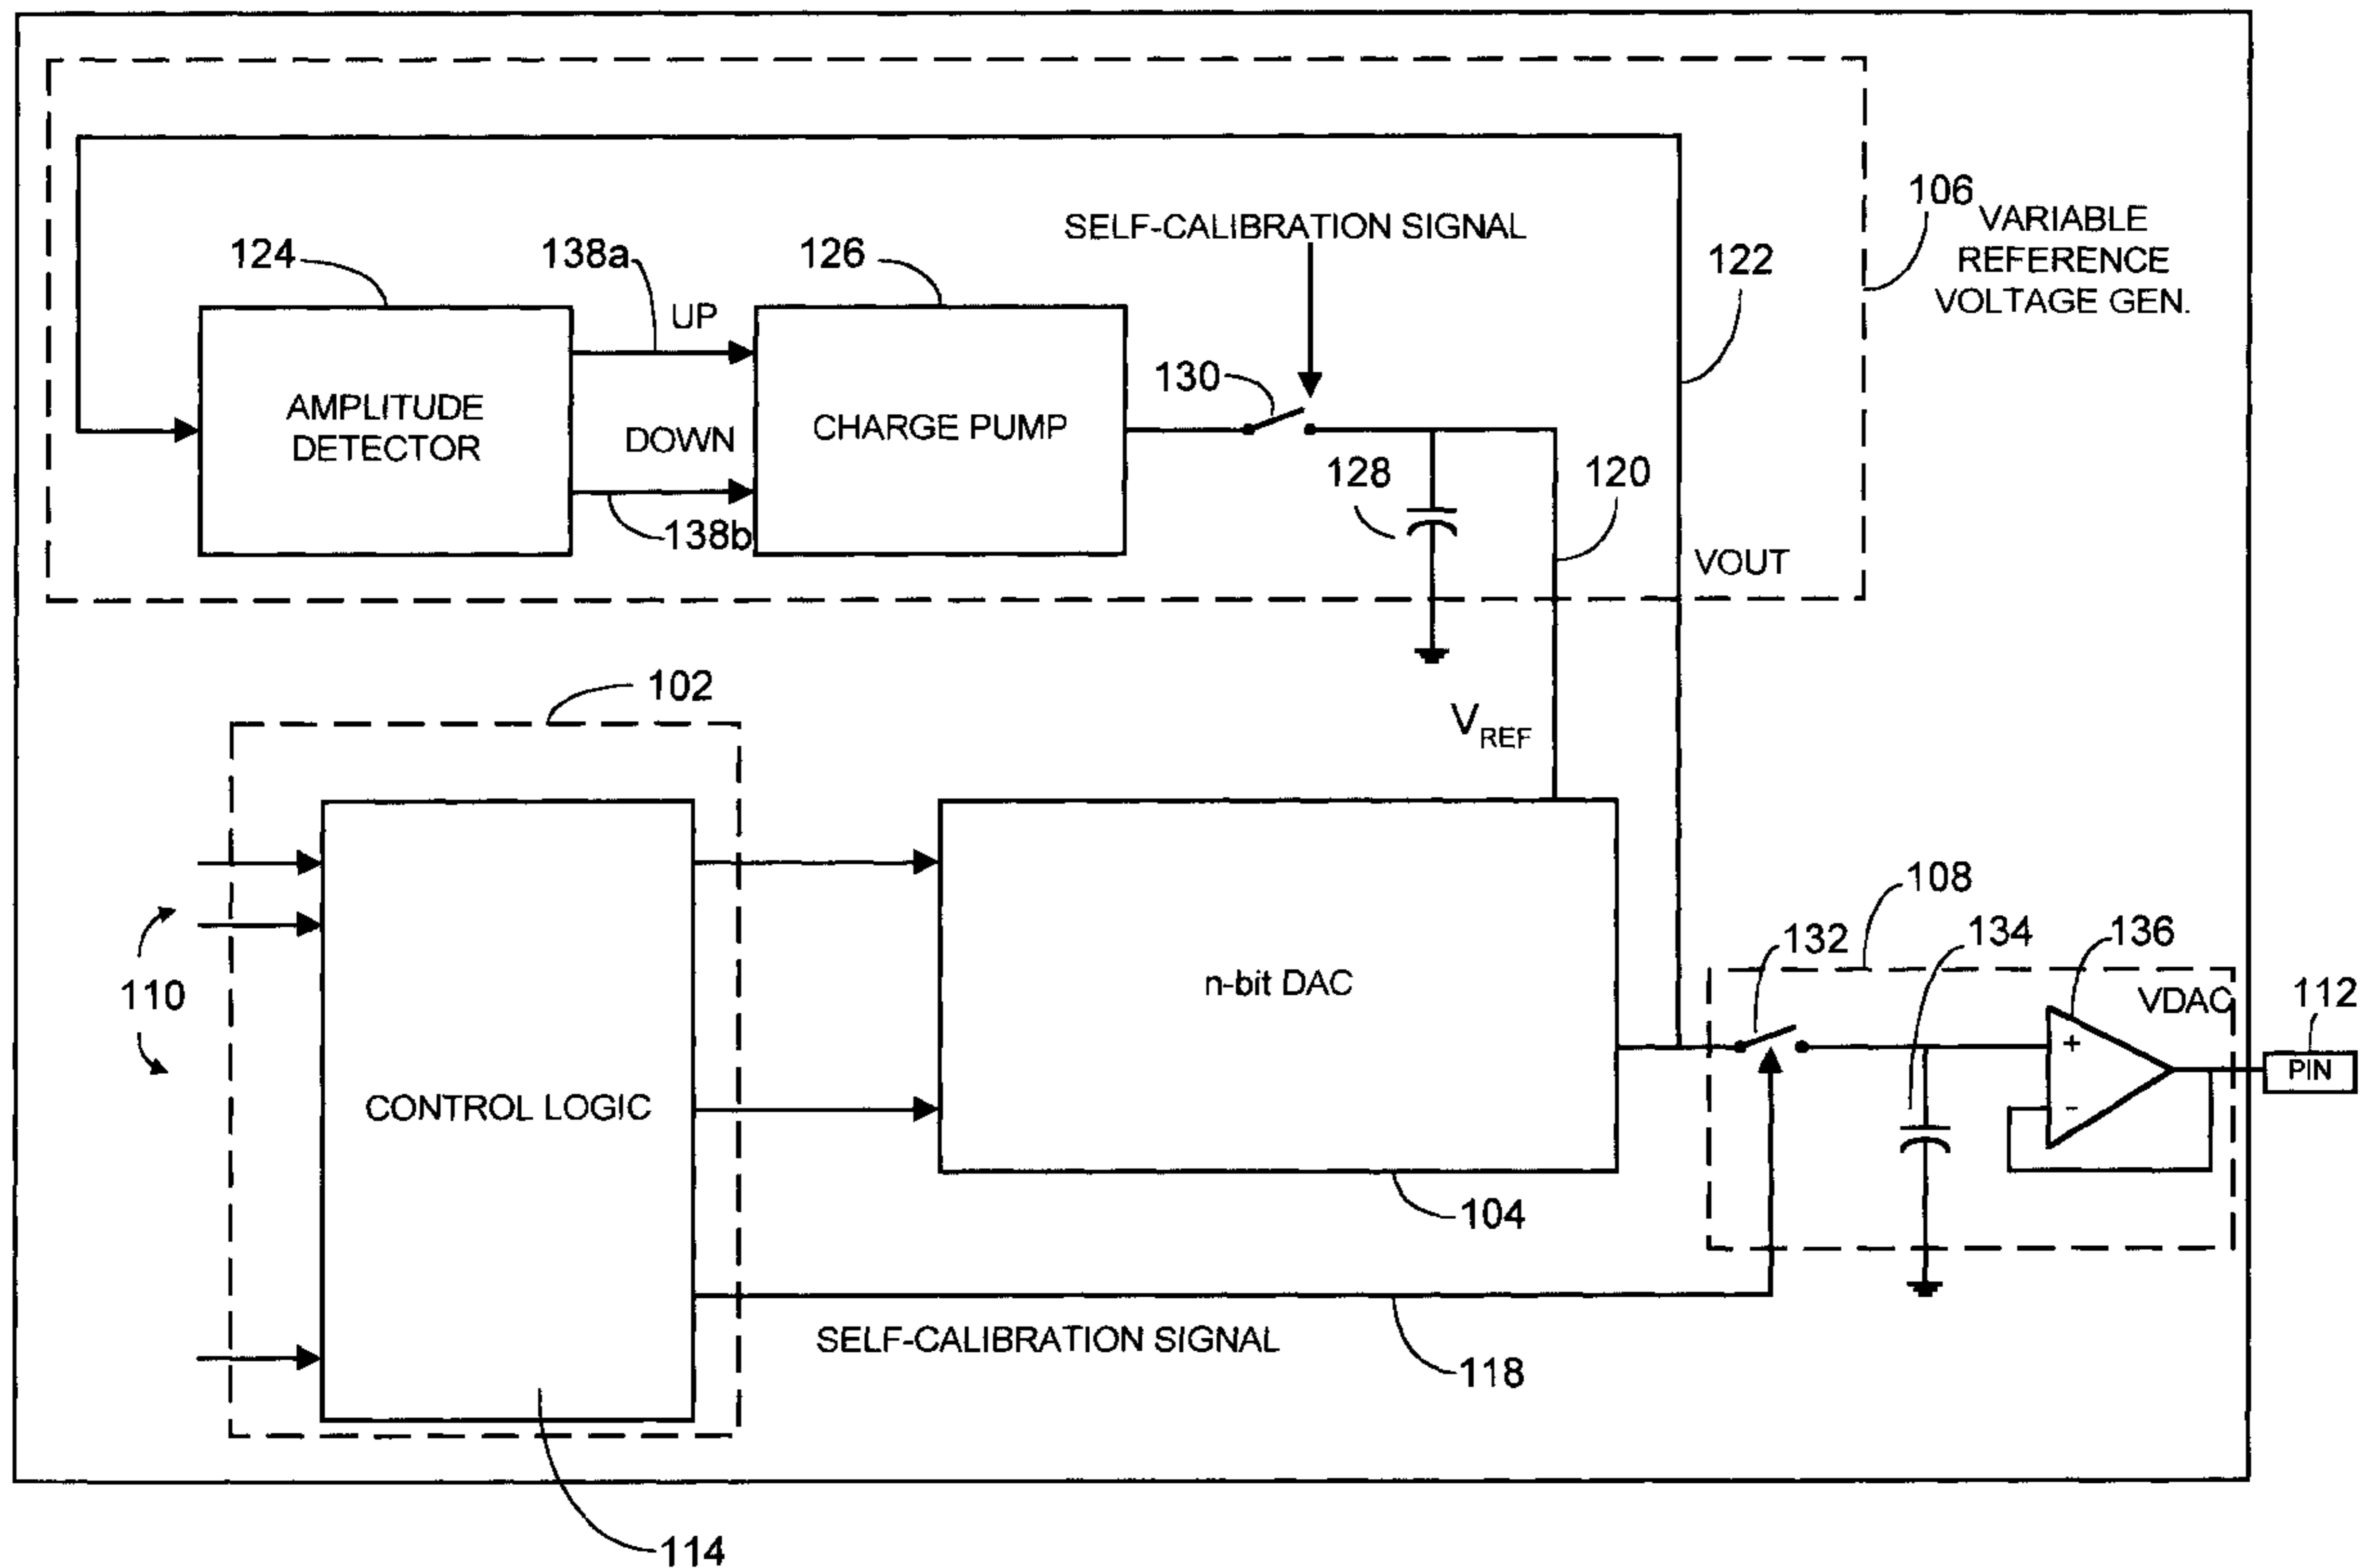 106
VARIABLE
REFERENCE
VOLTAGE GEN.
SELF-CALIBRATION SIGNAL
124
138a
126
122
UP
130
AMPLITUDE
DETECTOR
DOWN
CHARGE PUMP
128
120
138b
VOUT
102
VREF
108
132
134
136
110
n-bit DAC
VDAC
112
+
PIN
-
CONTROL LOGIC
104
SELF-CALIBRATION SIGNAL
118
114